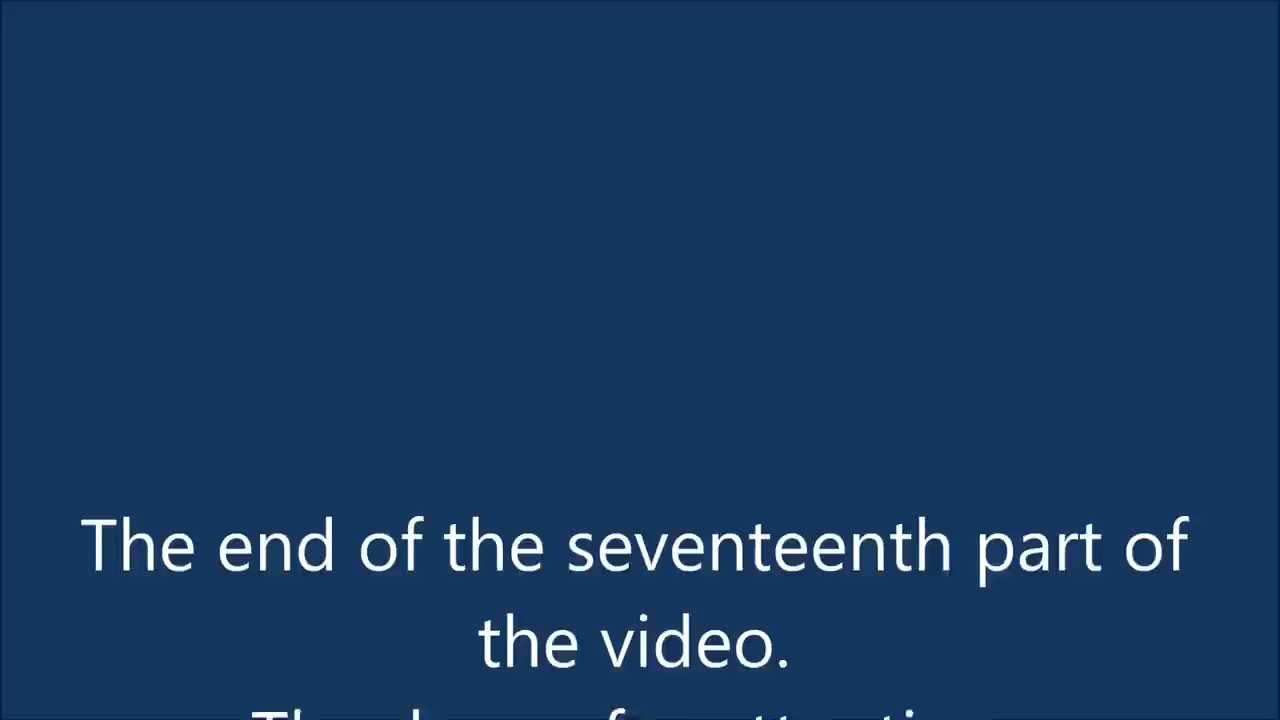 The end of the seventeenth part of
the video.